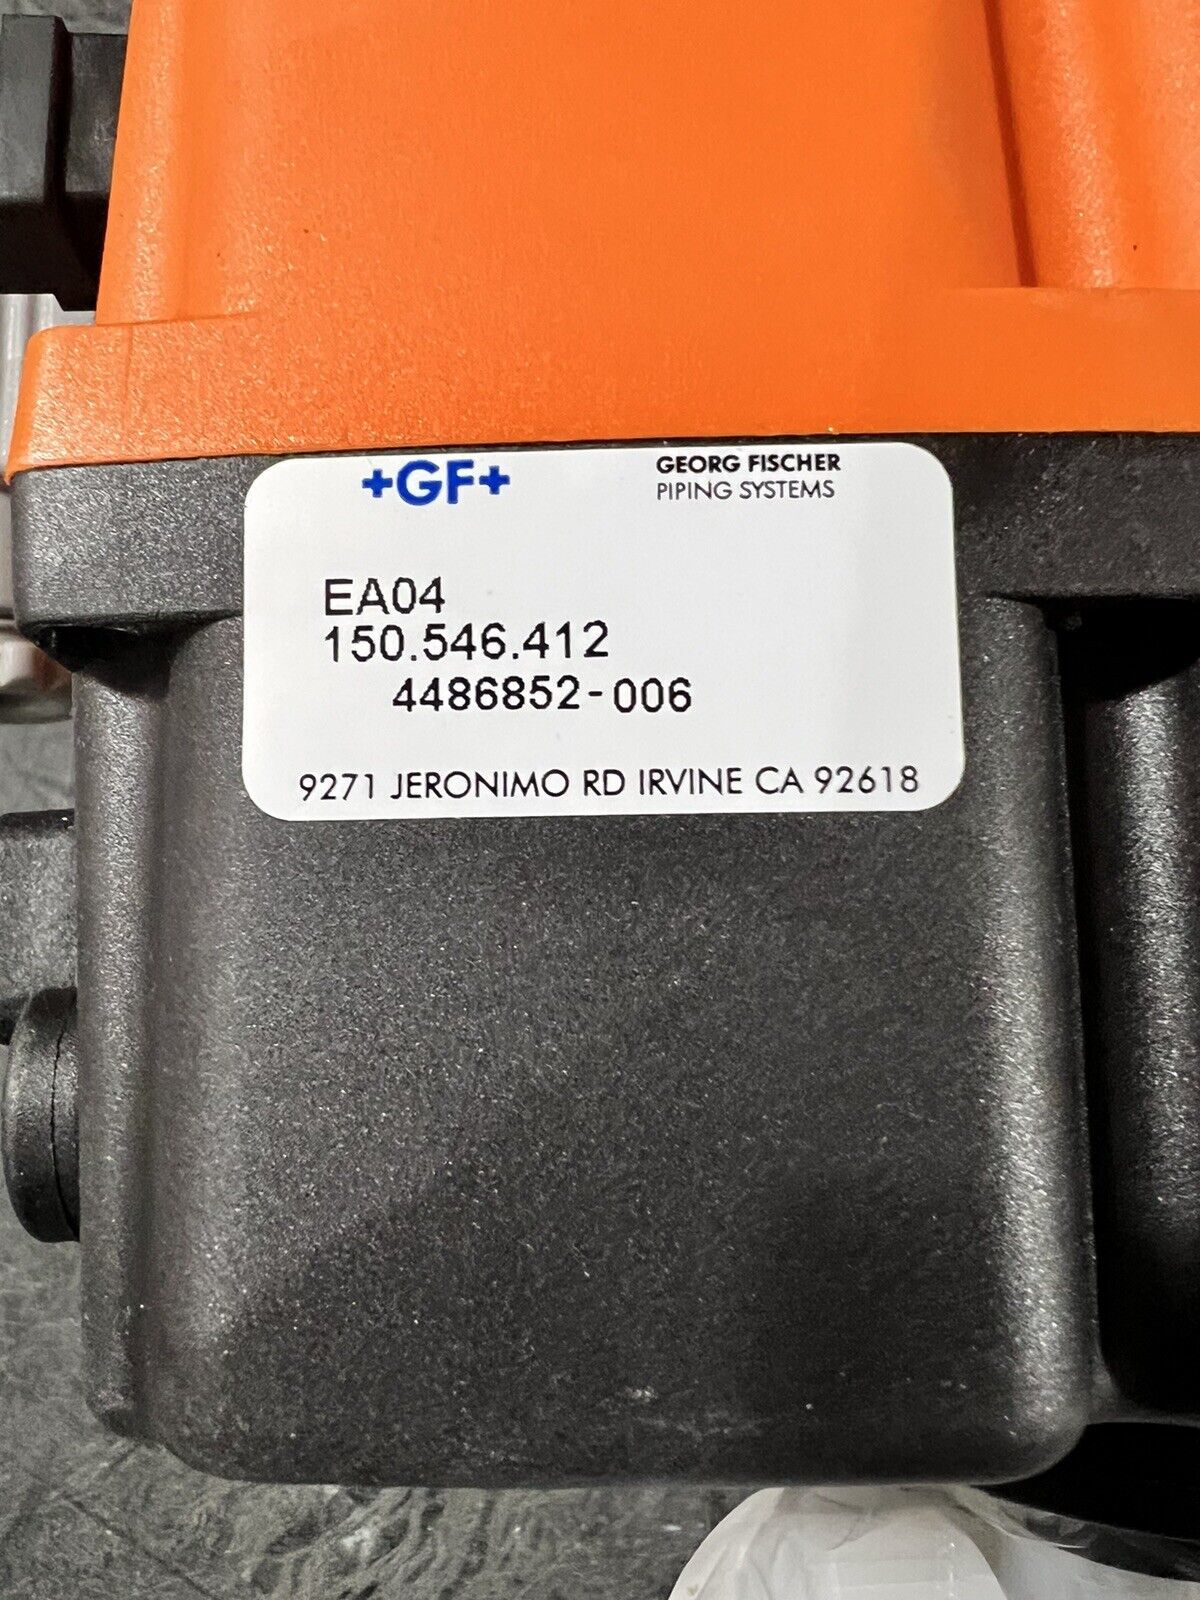 +GF+
GEORG FISCHER
PIPING SYSTEMS
EA04
150.546.412
4486852-006
9271 JERONIMO RD IRVINE CA 92618